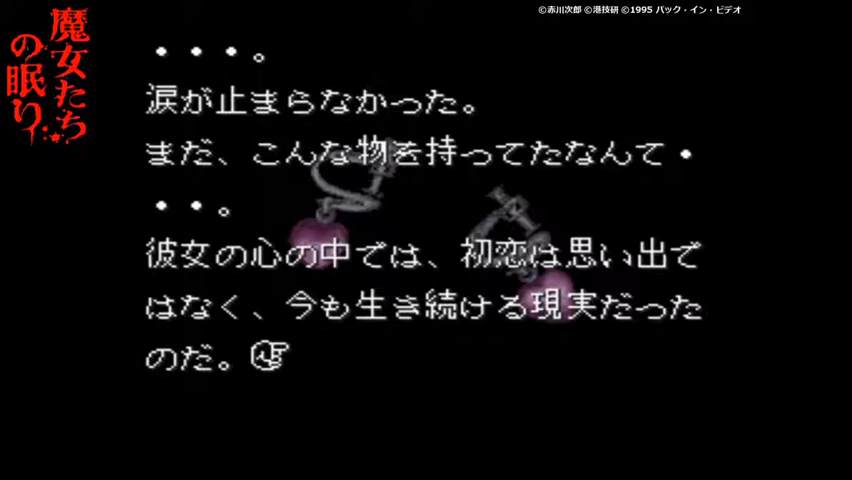 ©赤川次郎 ©港技研 ©1995 パック・イン・ビデオ
魔女たち
の眠り
・・・。
涙が止まらなかった。
まだ、こんな物を持ってたなんて・
・・。
彼女の心の中では、初恋は思い出で
はなく、今も生き続ける現実だった
のだ。